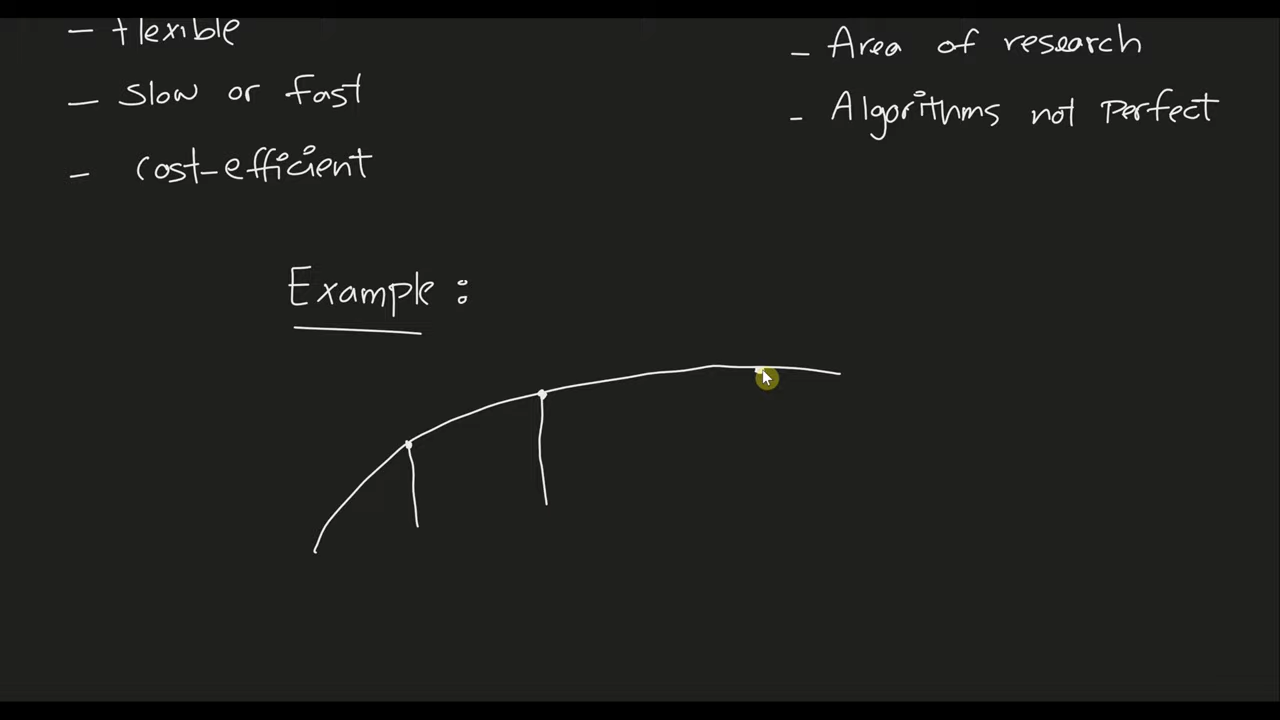 - flexible
- Slow or fast
- Cost-efficient
- Area of research
- Algorithms not perfect
Example :